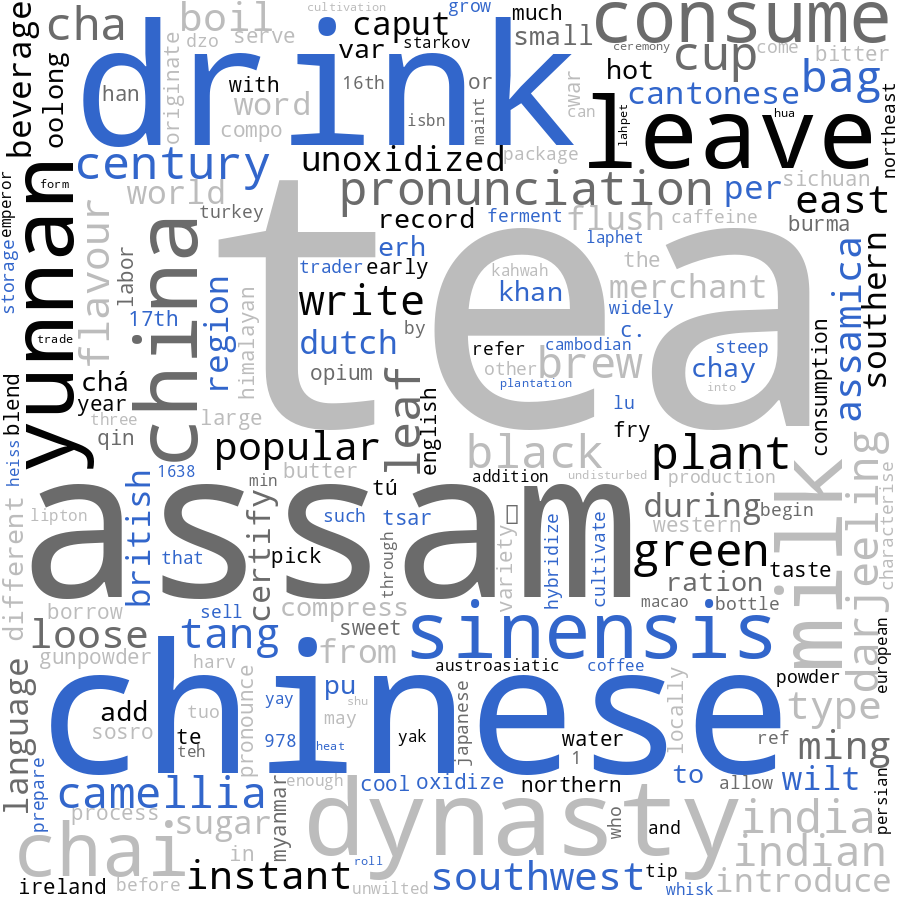 cultivation
grow
boil
dzo
serve
caput
much
consume
beverage
cha
drink
var
starkov
small
ceremony
come
cup
bitter
originate
oolong
han
with
word
16th
or
hot
cantonese
bag
compo
isbn
maint
war
can
leave
lahpet
hua
northeast
century
unoxidized
package
emperor
form
yunnan
world
pronunciation
per
sichuan
east
turkey
record
ferment
flush
caffeine
burma
storage
flavour
labor
china
erh
laphet
trader
early
tea
kahwah
the
merchant
assamica
southern
17th
region
himalayan
write
khan
widely
trade
dutch
by
c.
refer
cambodian
brew
steep
opium
other
plantation
chay
into
consumption
blend
chá
year
three
qin
large
leaf
english
lu
fry
popular
black
plant
heiss
1638
butter
min
tú
addition
undisturbed
production
milk
darjeeling
characterise
assam
lipton
british
certify
such
tsar
variety
hybridize
cultivate
during
begin
western
different
that
pick
through
green
taste
ration
borrow
sell
compress
macao
bottle
loose
tang
sweet
sinensis
european
gunpowder
harv
from
austroasiatic
coffee
locally
powder
language
chinese
pronounce
yay
pu
shu
japanese
add
tuo
may
type
sosro
te
teh
978
heat
yak
water
1
ref
ming
prepare
camellia
enough
cool
oxidize
northern
to
allow
wilt
persian
process
sugar
myanmar
dynasty
who
and
india
chai
in
indian
ireland
before
instant
roll
unwilted
southwest
tip
whisk
introduce